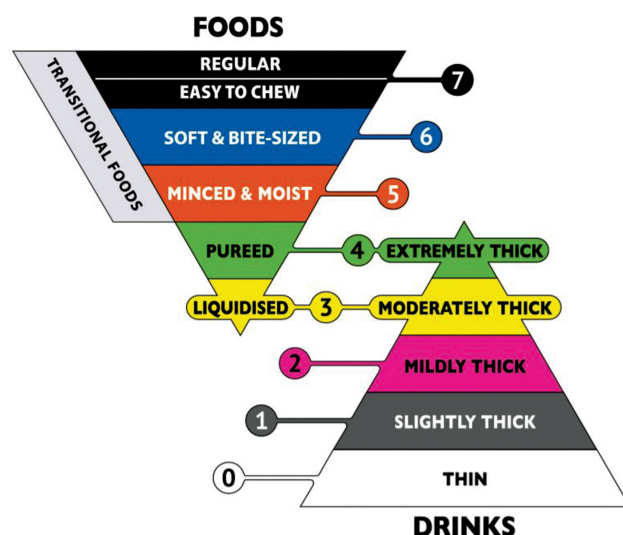 FOODS
TRANSITIONAL FOODS
REGULAR
EASY TO CHEW
7
SOFT & BITE-SIZED
6
MINCED & MOIST
5
PUREED
4
EXTREMELY THICK
LIQUIDISED
3
MODERATELY THICK
2
MILDLY THICK
1
SLIGHTLY THICK
0
THIN
DRINKS